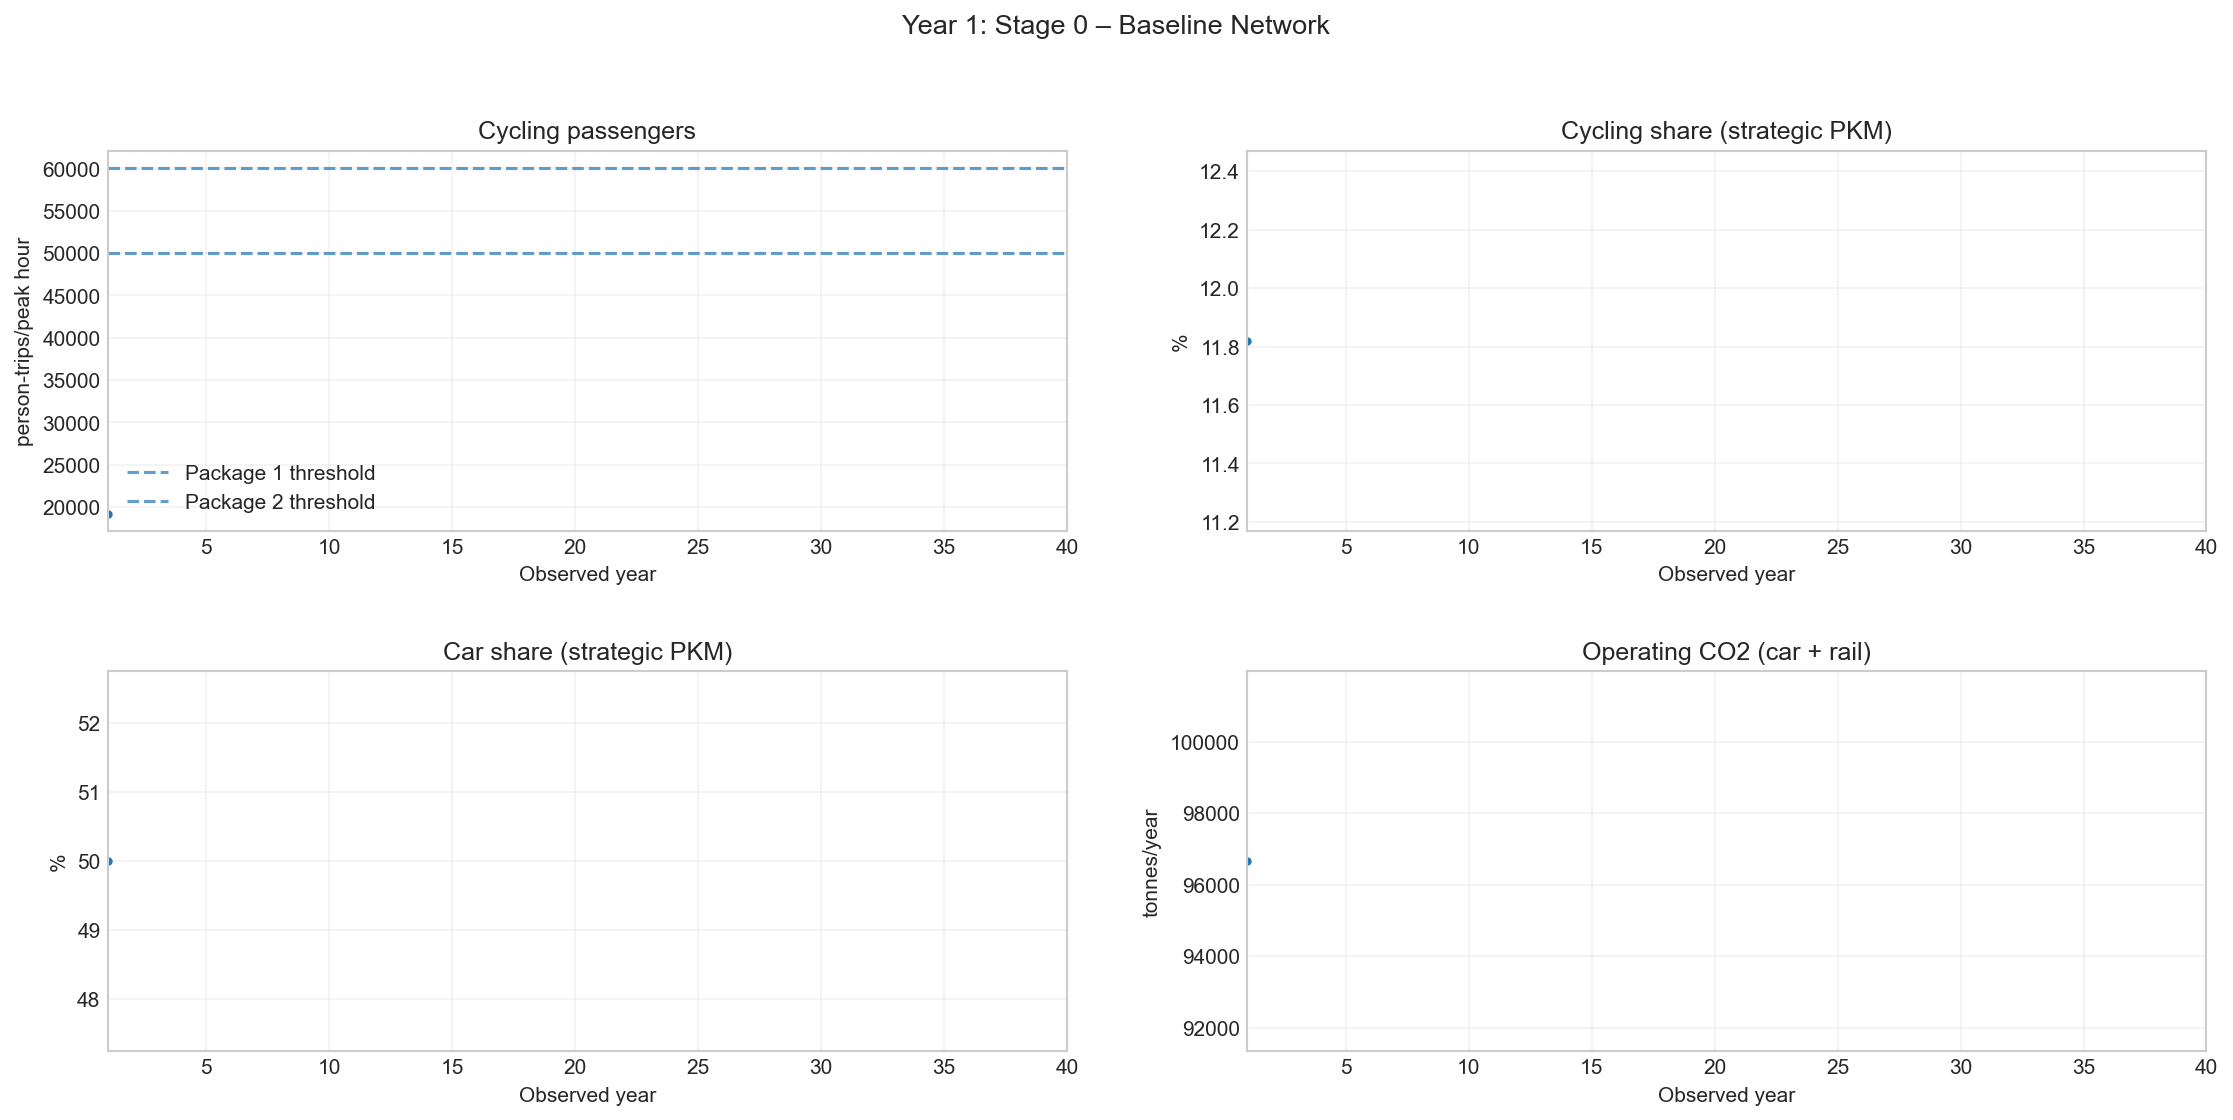 Year 1: Stage 0 – Baseline Network
Cycling passengers
60000
55000
50000
45000
40000
35000
30000
25000
20000
person-trips/peak hour
Package 1 threshold
Package 2 threshold
5 10 15 20 25 30 35 40
Observed year
Cycling share (strategic PKM)
12.4
12.2
12.0
11.8
11.6
11.4
11.2
%
5 10 15 20 25 30 35 40
Observed year
Car share (strategic PKM)
52
51
50
49
48
%
5 10 15 20 25 30 35 40
Observed year
Operating CO2 (car + rail)
100000
98000
96000
94000
92000
tonnes/year
5 10 15 20 25 30 35 40
Observed year